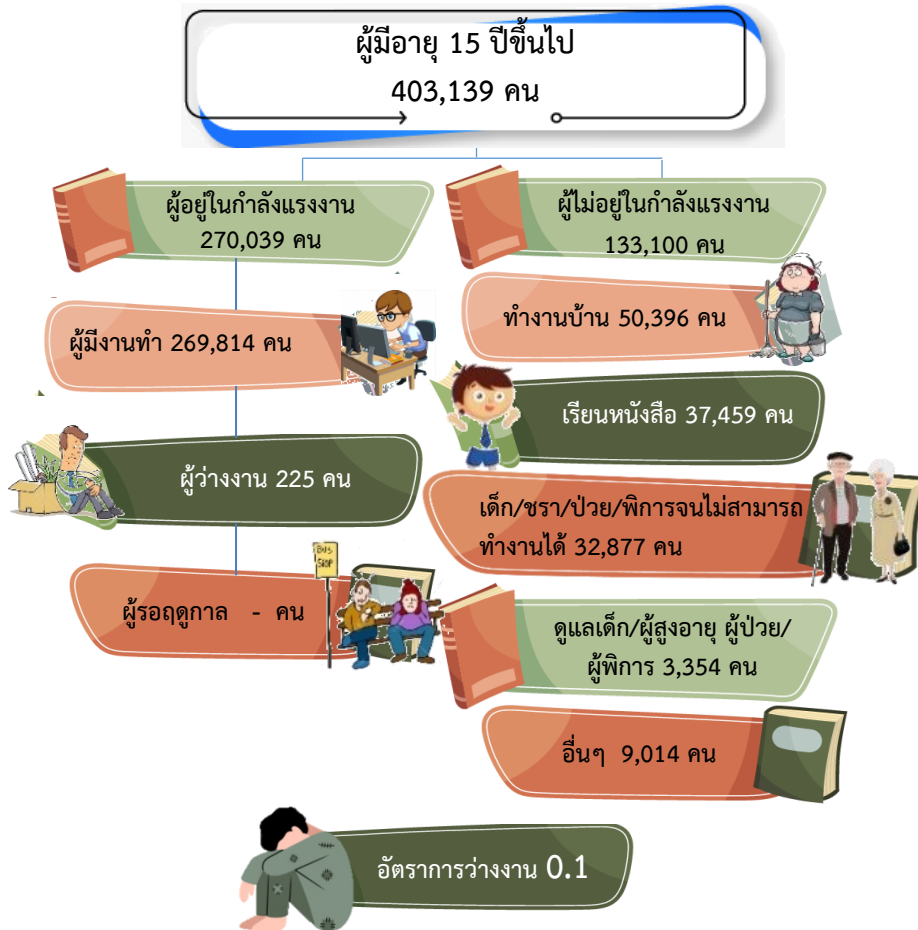 ผู้มีอายุ 15 ปีขึ้นไป
403,139 คน
ผู้อยู่ในกำลังแรงงาน
270,039 คน
ผู้มีงานทำ 269,814 คน
ผู้ว่างงาน 225 คน
BUS
STOP
ผู้รอฤดูกาล - คน
ผู้ไม่อยู่ในกำลังแรงงาน
133,100 คน
ทำงานบ้าน 50,396 คน
เรียนหนังสือ 37,459 คน
เด็ก/ชรา/ป่วย/พิการจนไม่สามารถ
ทำงานได้ 32,877 คน
ดูแลเด็ก/ผู้สูงอายุ ผู้ป่วย/
ผู้พิการ 3,354 คน
อื่นๆ 9,014 คน
อัตราการว่างงาน 0.1